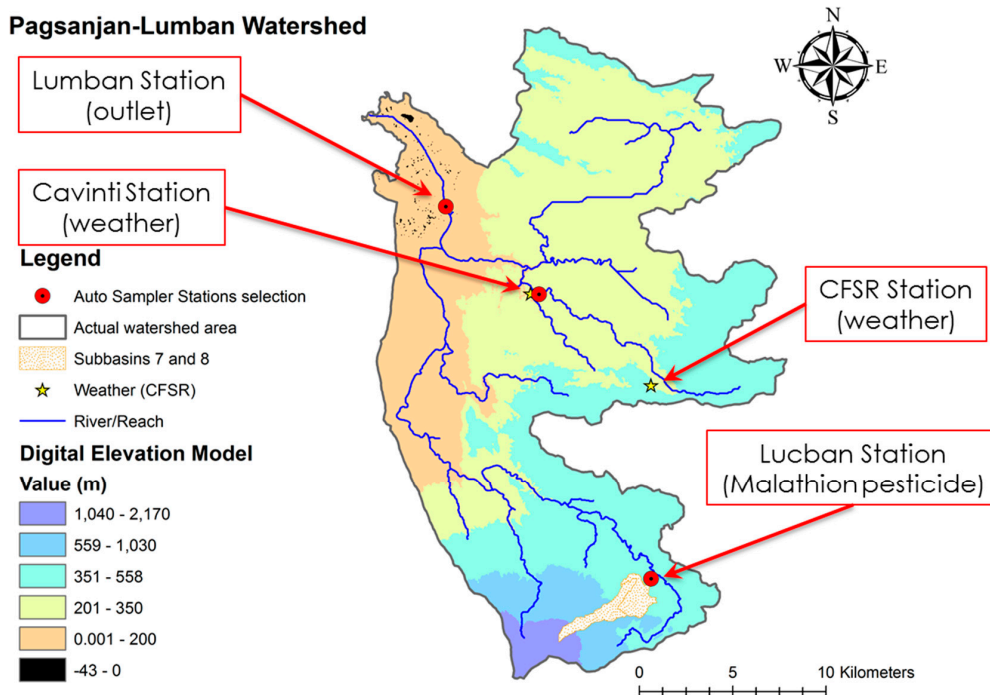 Pagsanjan-Lumban Watershed
N
W
E
S
Lumban Station
(outlet)
Cavinti Station
(weather)
Legend
Auto Sampler Stations selection
Actual watershed area
Subbasins 7 and 8
Weather (CFSR)
River/Reach
CFSR Station
(weather)
Digital Elevation Model
Value (m)
1,040 - 2,170
559 - 1,030
351 - 558
201 - 350
0.001 - 200
-43 - 0
Lucban Station
(Malathion pesticide)
0 5 10 Kilometers